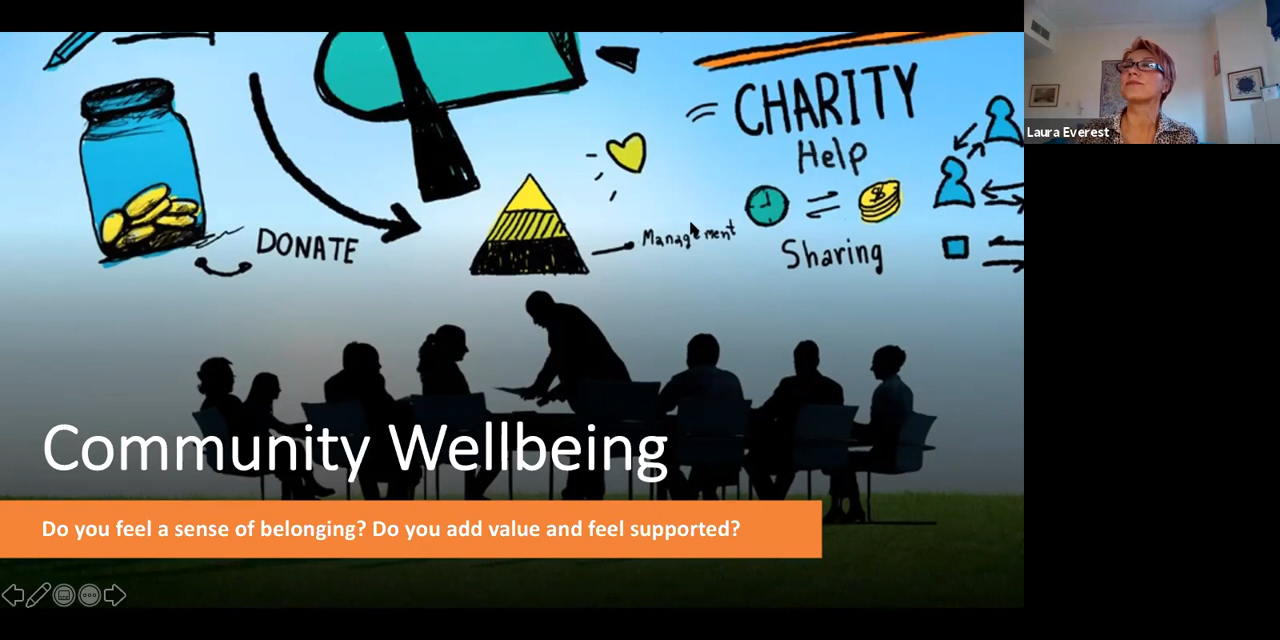 CHARITY
Help
DONATE
Management
Sharing
$
Laura Everest
Community Wellbeing
Do you feel a sense of belonging? Do you add value and feel supported?